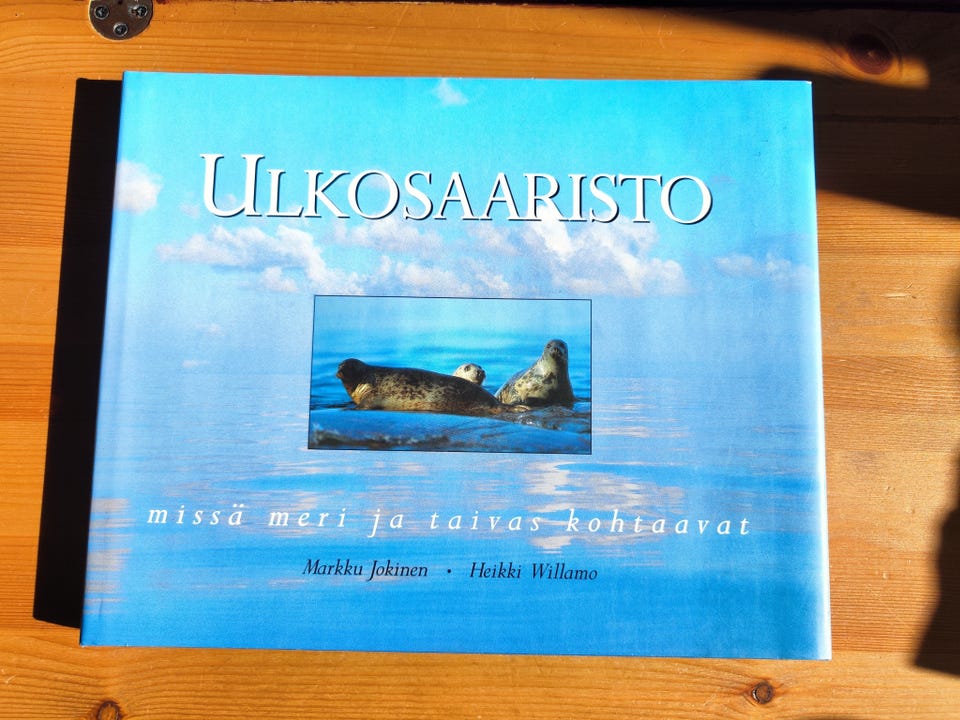 ULKOSAARISTO
missä meri ja taivas kohtaavat
Markku Jokinen • Heikki Willamo